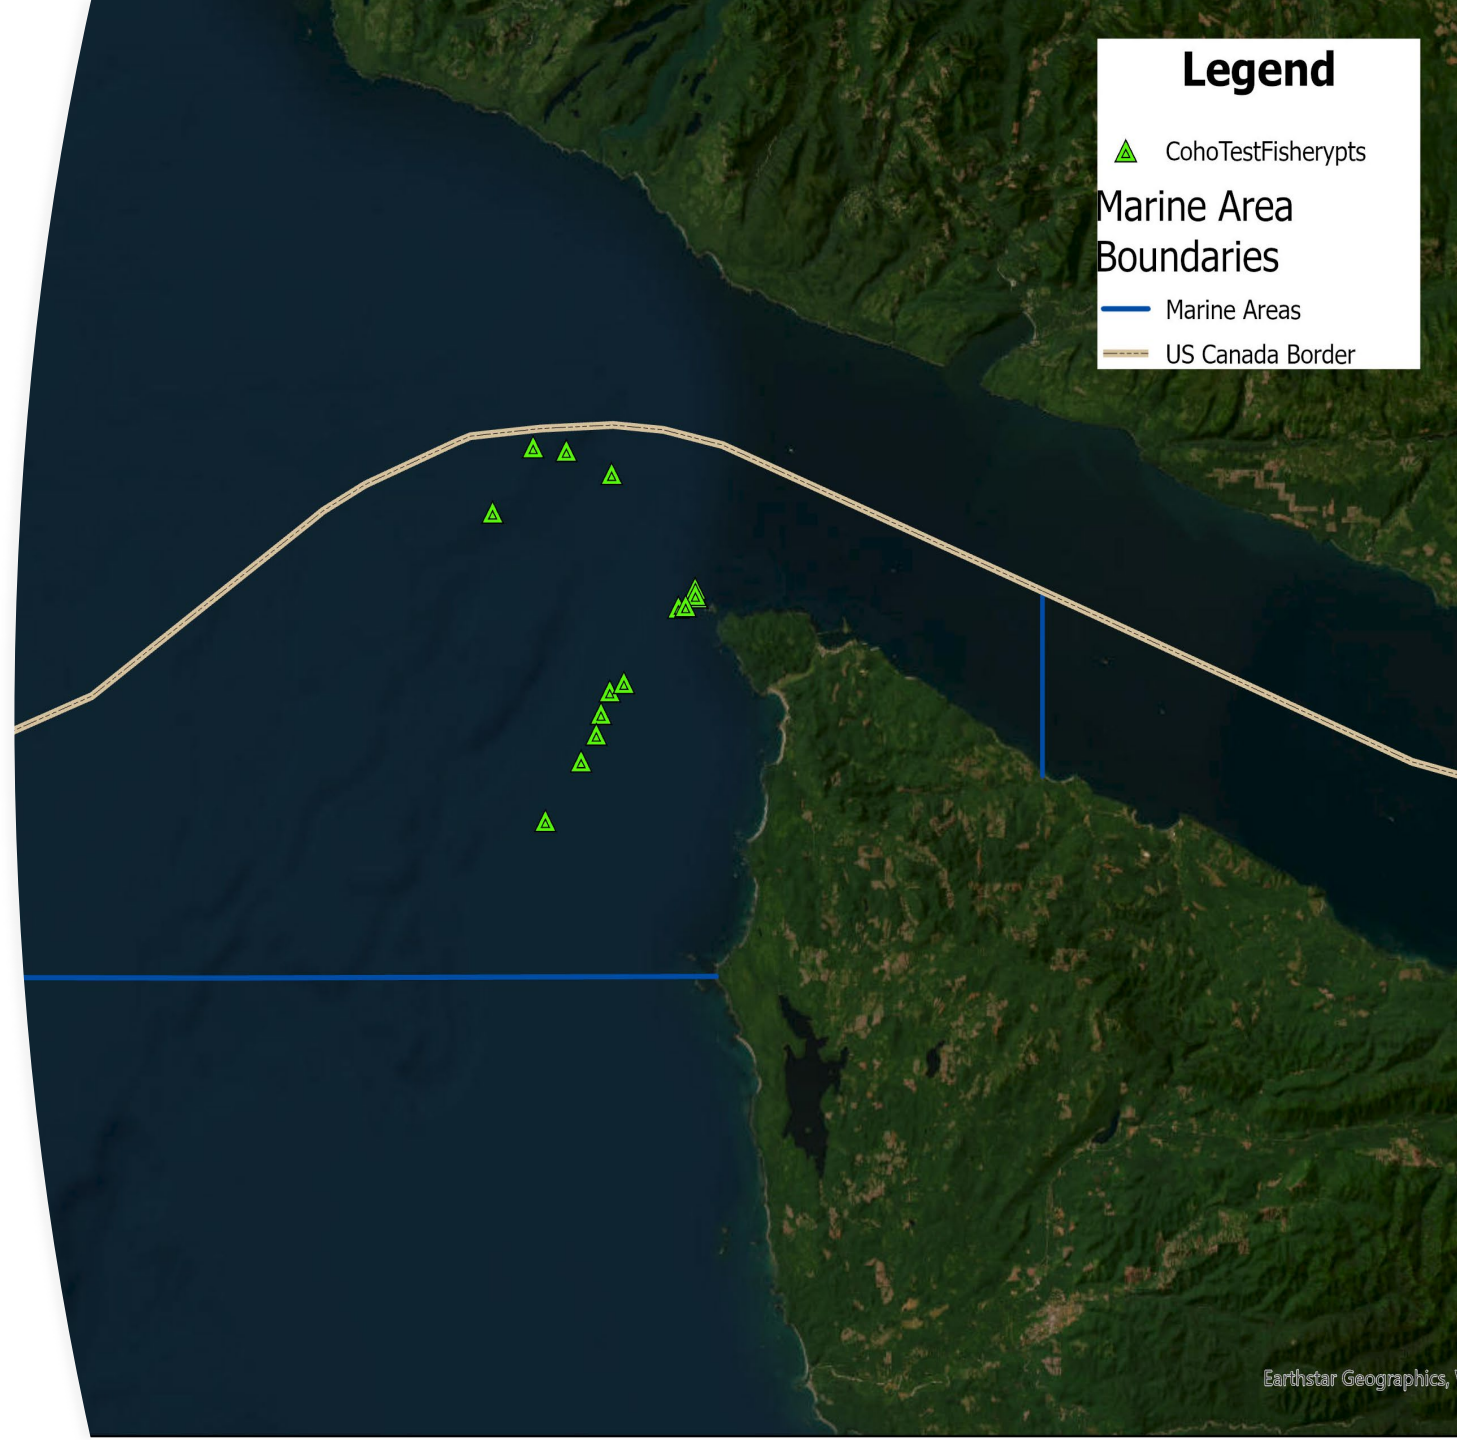 Legend
CohoTestFisherypts
Marine Area
Boundaries
Marine Areas
US Canada Border
Earthstar Geographics,